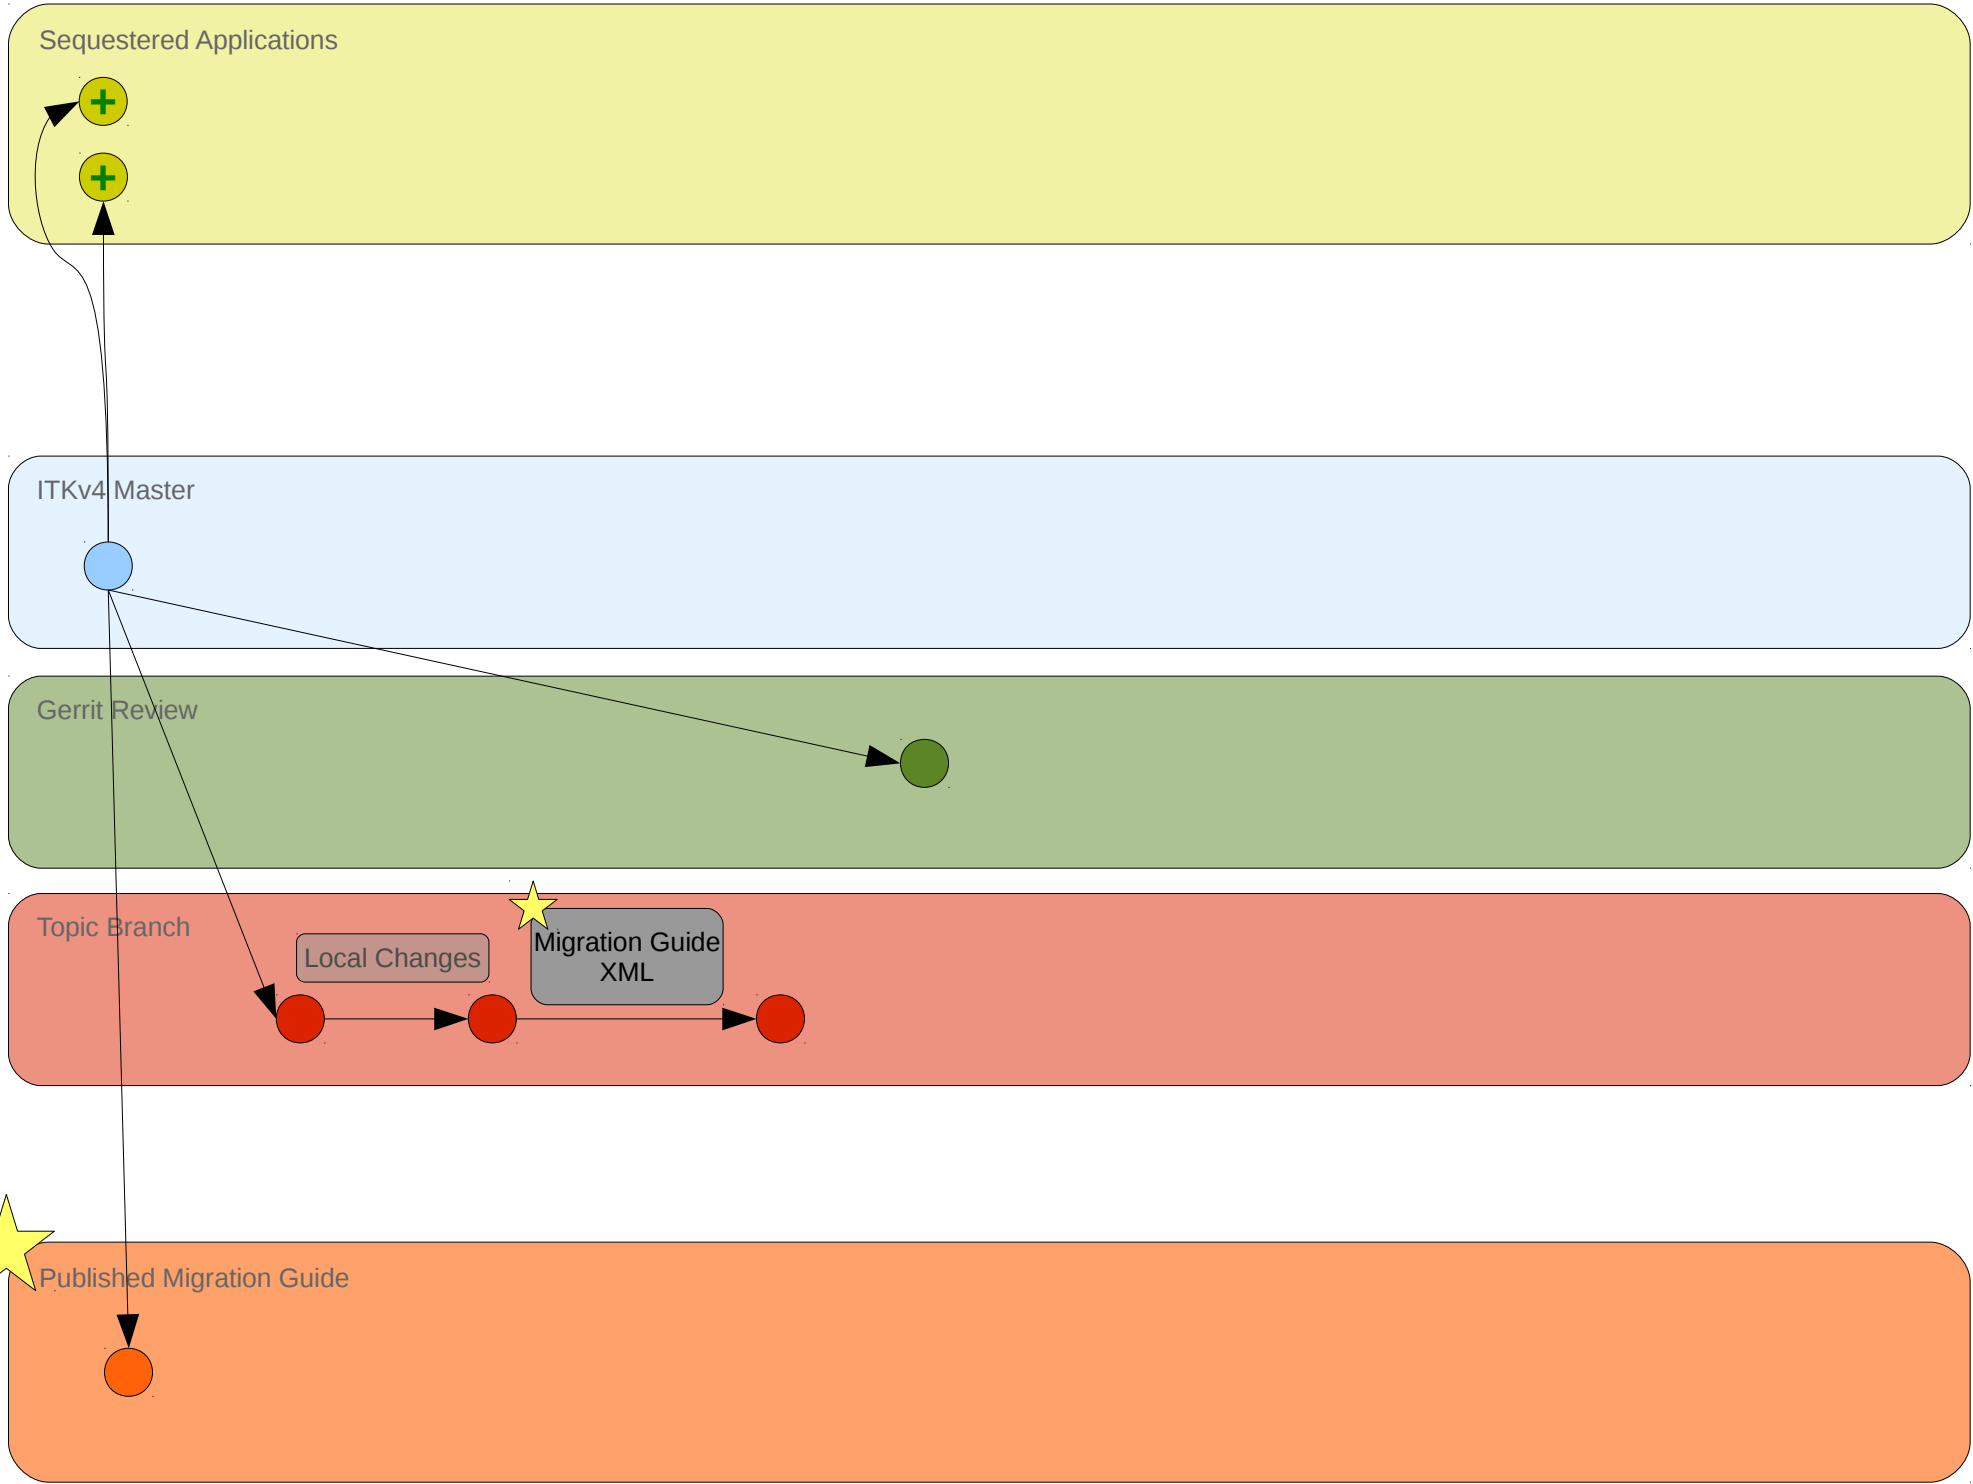 Sequestered Applications
ITKv4 Master
Gerrit Review
Topic Branch
Local Changes
Migration Guide
XML
Published Migration Guide